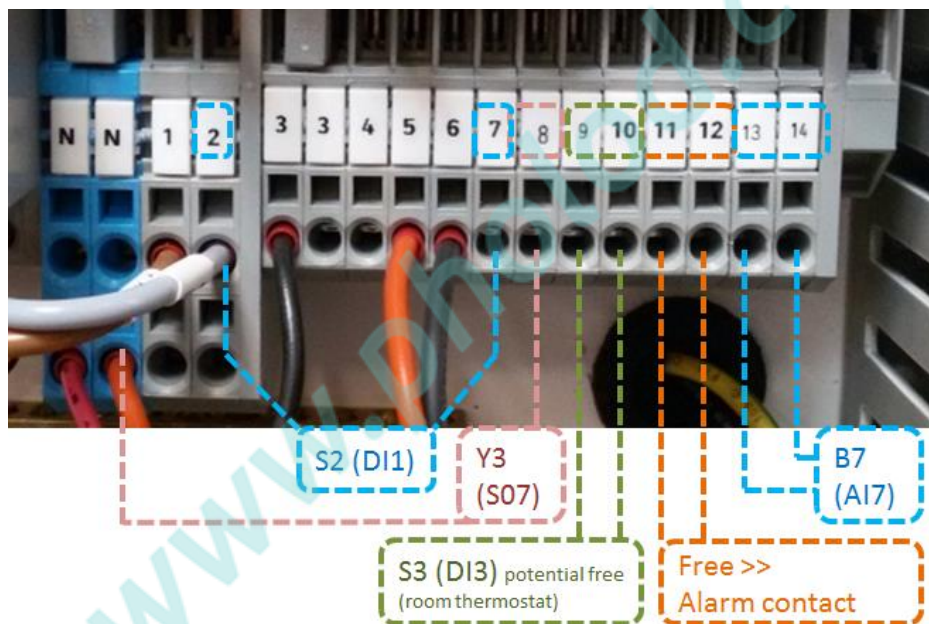 N N 1 2 3 3 4 5 6 7 8 9 10 11 12 13 14
S2 (DI1)
Y3
(S07)
B7
(AI7)
S3 (DI3) potential free
(room thermostat)
Free >>
Alarm contact